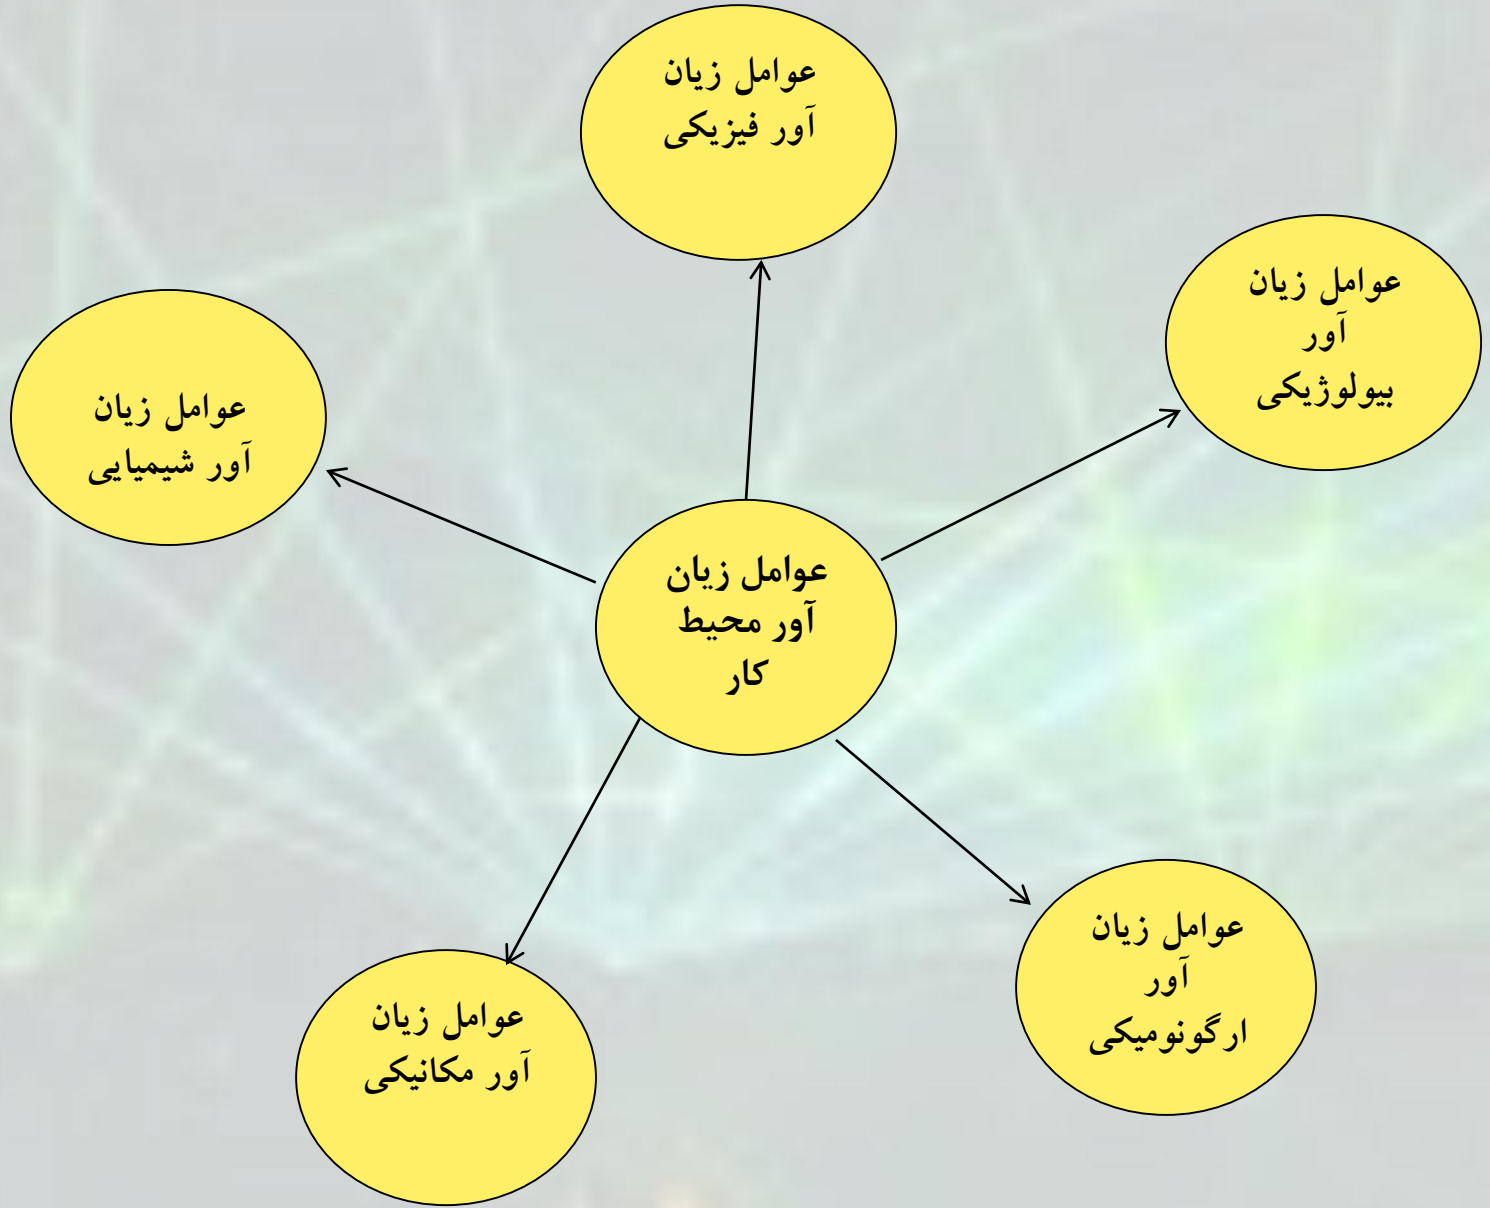 عوامل زیان
آور فیزیکی
عوامل زیان
آور
بیولوژیکی
عوامل زیان
آور شیمیایی
عوامل زیان
آور محیط
کار
عوامل زیان
آور
ارگونومیکی
عوامل زیان
آور مکانیکی